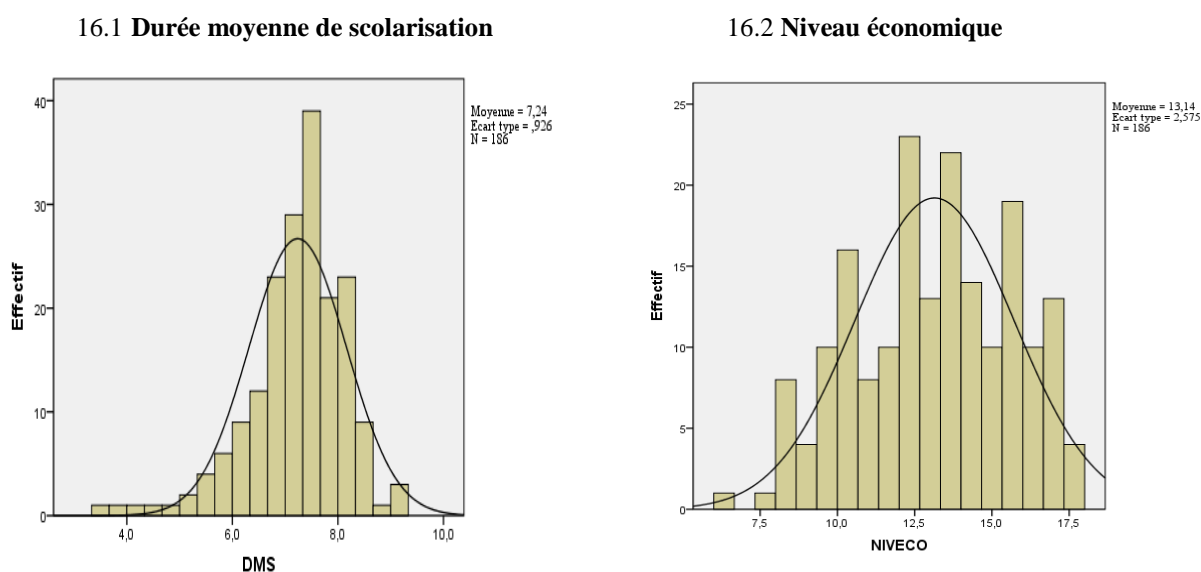 16.1 Durée moyenne de scolarisation
40
30
20
10
0
Effectif
4,0 6,0 8,0 10,0
DMS
Moyenne = 7,24
Ecart type = ,926
N = 186
16.2 Niveau économique
25
20
15
10
5
0
Effectif
7,5 10,0 12,5 15,0 17,5
NIVECO
Moyenne = 13,14
Ecart type = 2,575
N = 186